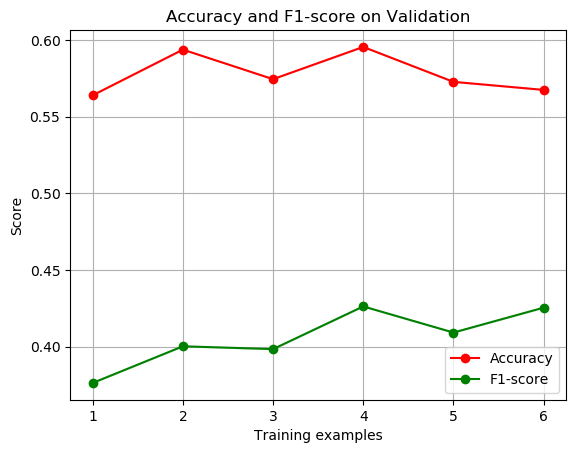 Accuracy and F1-score on Validation
0.60
0.55
0.50
0.45
0.40
Score
1 2 3 4 5 6
Training examples
Accuracy
F1-score